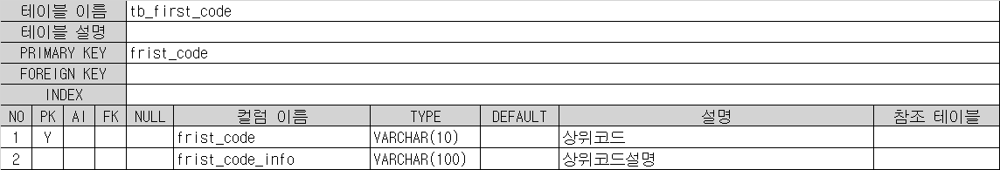 테이블 이름 tb_first_code
테이블 설명
PRIMARY KEY frist_code
FOREIGN KEY
INDEX
NO PK AI FK NULL 컬럼 이름 TYPE DEFAULT 설명 참조 테이블
1 Y frist_code VARCHAR(10) 상위코드
2 frist_code_info VARCHAR(100) 상위코드설명